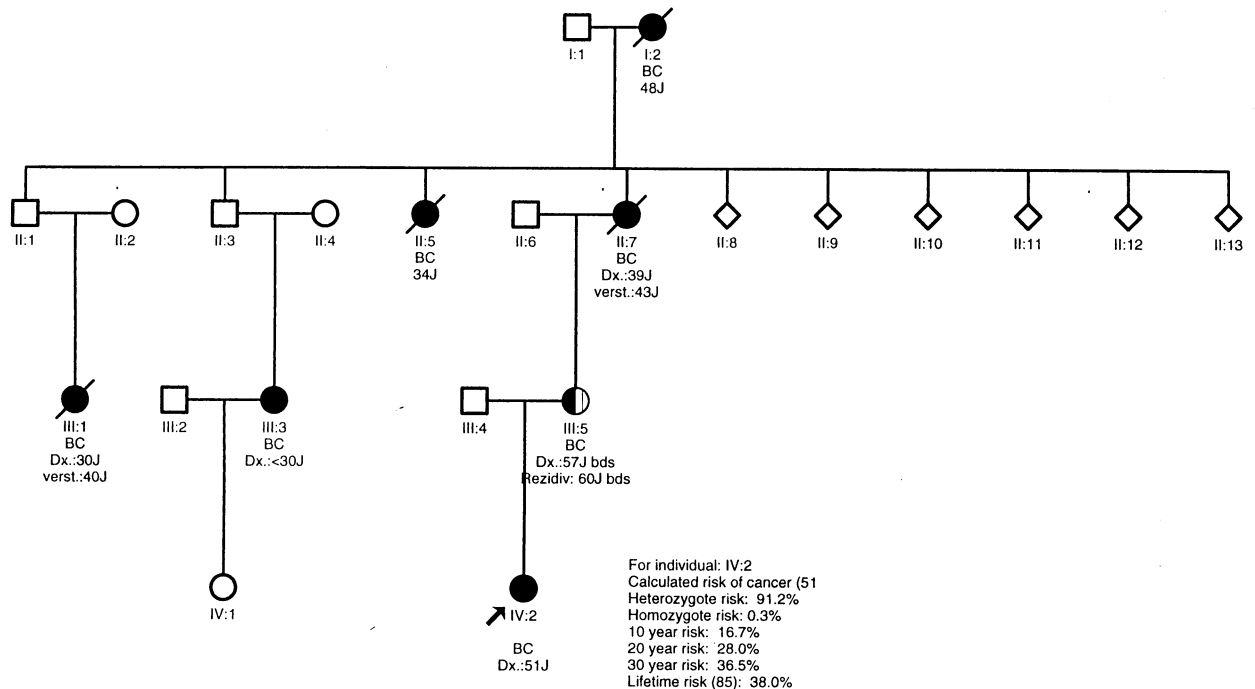 I:1
I:2
BC
48J
II:1
II:2
II:3
II:4
II:5
BC
34J
II:6
II:7
BC
Dx.:39J
verst.:43J
II:8
II:9
II:10
II:11
II:12
II:13
III:1
BC
Dx.:30J
verst.:40J
III:2
III:3
BC
Dx.:<30J
III:4
III:5
BC
Dx.:57J bds
Rezidiv: 60J bds
IV:1
IV:2
BC
Dx.:51J
For individual: IV:2
Calculated risk of cancer (51
Heterozygote risk: 91.2%
Homozygote risk: 0.3%
10 year risk: 16.7%
20 year risk: 28.0%
30 year risk: 36.5%
Lifetime risk (85): 38.0%